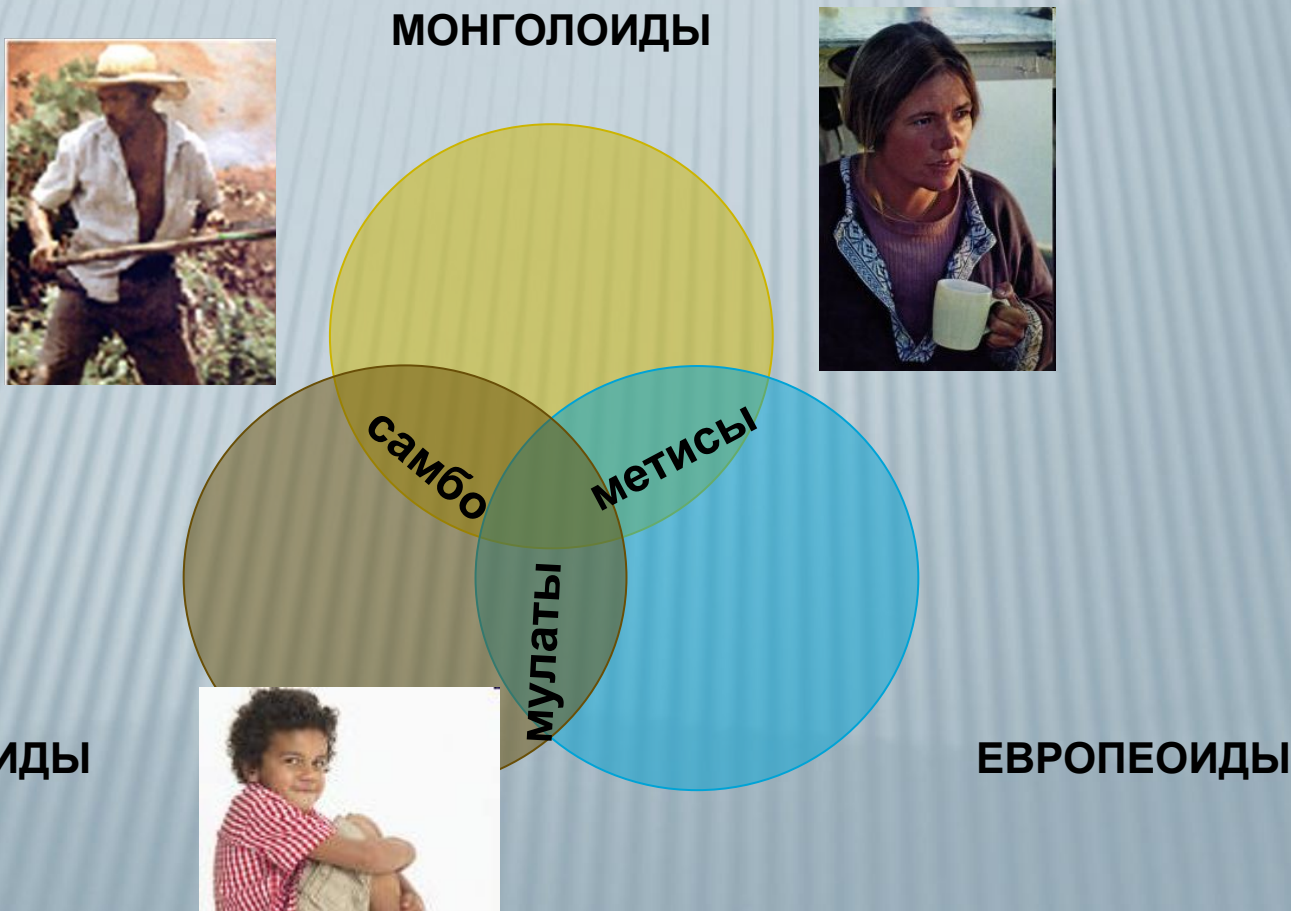 МОНГОЛОИДЫ
самбо
метисы
мулаты
ИДЫ
ЕВРОПЕОИДЫ